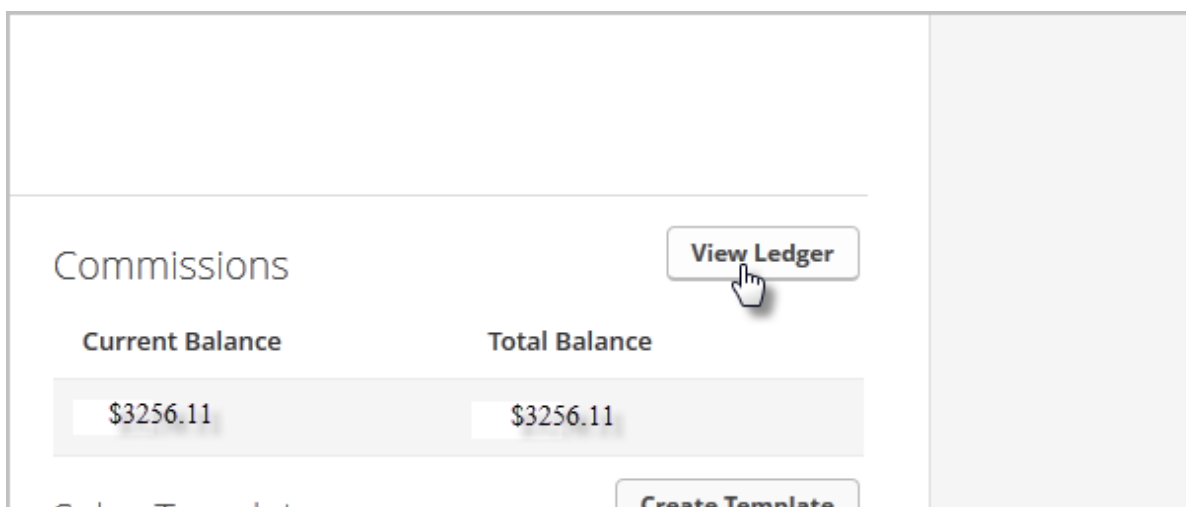 Commissions
View Ledger
Current Balance Total Balance
$3256.11 $3256.11
Create Template